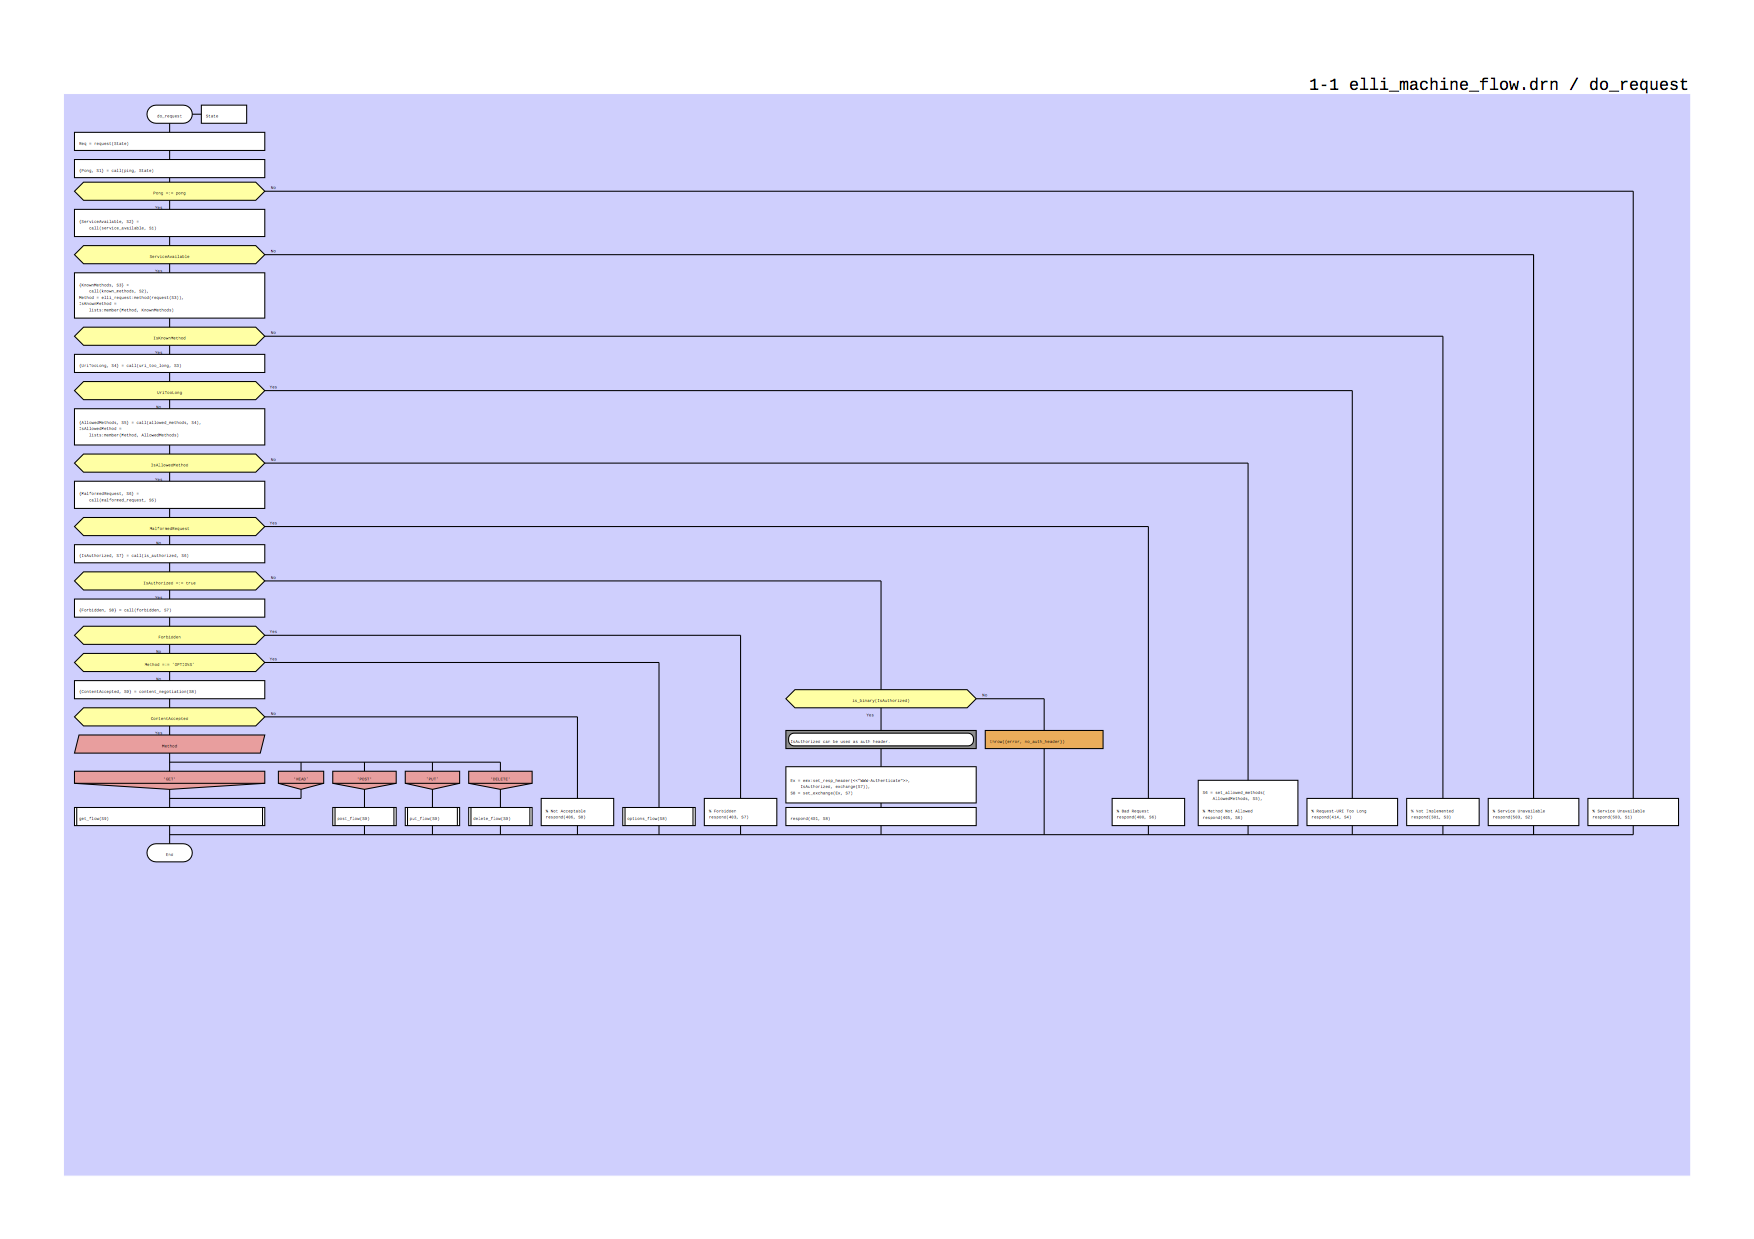 1-1 elli_machine_flow.drn / do_request
do_request
State
Req = request(State)
{Pong, S1} = call(ping, State)
Pong =:= pong
No
Yes
{ServiceAvailable, S2} =
call(service_available, S1)
ServiceAvailable
No
Yes
{KnownMethods, S3} =
call(known_methods, S2),
Method = elli_request:method(request(S3)),
IsKnownMethod =
lists:member(Method, KnownMethods)
IsKnownMethod
No
Yes
{UriTooLong, S4} = call(uri_too_long, S3)
UriTooLong
Yes
No
{AllowedMethods, S5} = call(allowed_methods, S4),
IsAllowedMethod =
lists:member(Method, AllowedMethods)
IsAllowedMethod
No
Yes
{MalformedRequest, S6} =
call(malformed_request, S5)
MalformedRequest
Yes
No
{IsAuthorized, S7} = call(is_authorized, S6)
IsAuthorized =:= true
No
Yes
{Forbidden, S8} = call(forbidden, S7)
Forbidden
Yes
No
Method =:= 'OPTIONS'
Yes
No
{ContentAccepted, S9} = content_negotiation(S8)
ContentAccepted
No
Yes
is_binary(IsAuthorized)
No
Yes
IsAuthorized can be used as auth header.
throw({error, no_auth_header})
Method
'GET'
'HEAD'
'POST'
'PUT'
'DELETE'
Ex = wex:set_resp_header(<<"WWW-Authenticate">>,
IsAuthorized, exchange(S7)),
S8 = set_exchange(Ex, S7)
get_flow(S9)
post_flow(S9)
put_flow(S9)
delete_flow(S9)
% Not Acceptable
respond(406, S8)
options_flow(S8)
% Forbidden
respond(403, S7)
respond(401, S8)
% Bad Request
respond(400, S6)
S6 = set_allowed_methods(
AllowedMethods, S5),
% Method Not Allowed
respond(405, S6)
% Request-URI Too Long
respond(414, S4)
% Not Implemented
respond(501, S3)
% Service Unavailable
respond(503, S2)
% Service Unavailable
respond(503, S1)
End